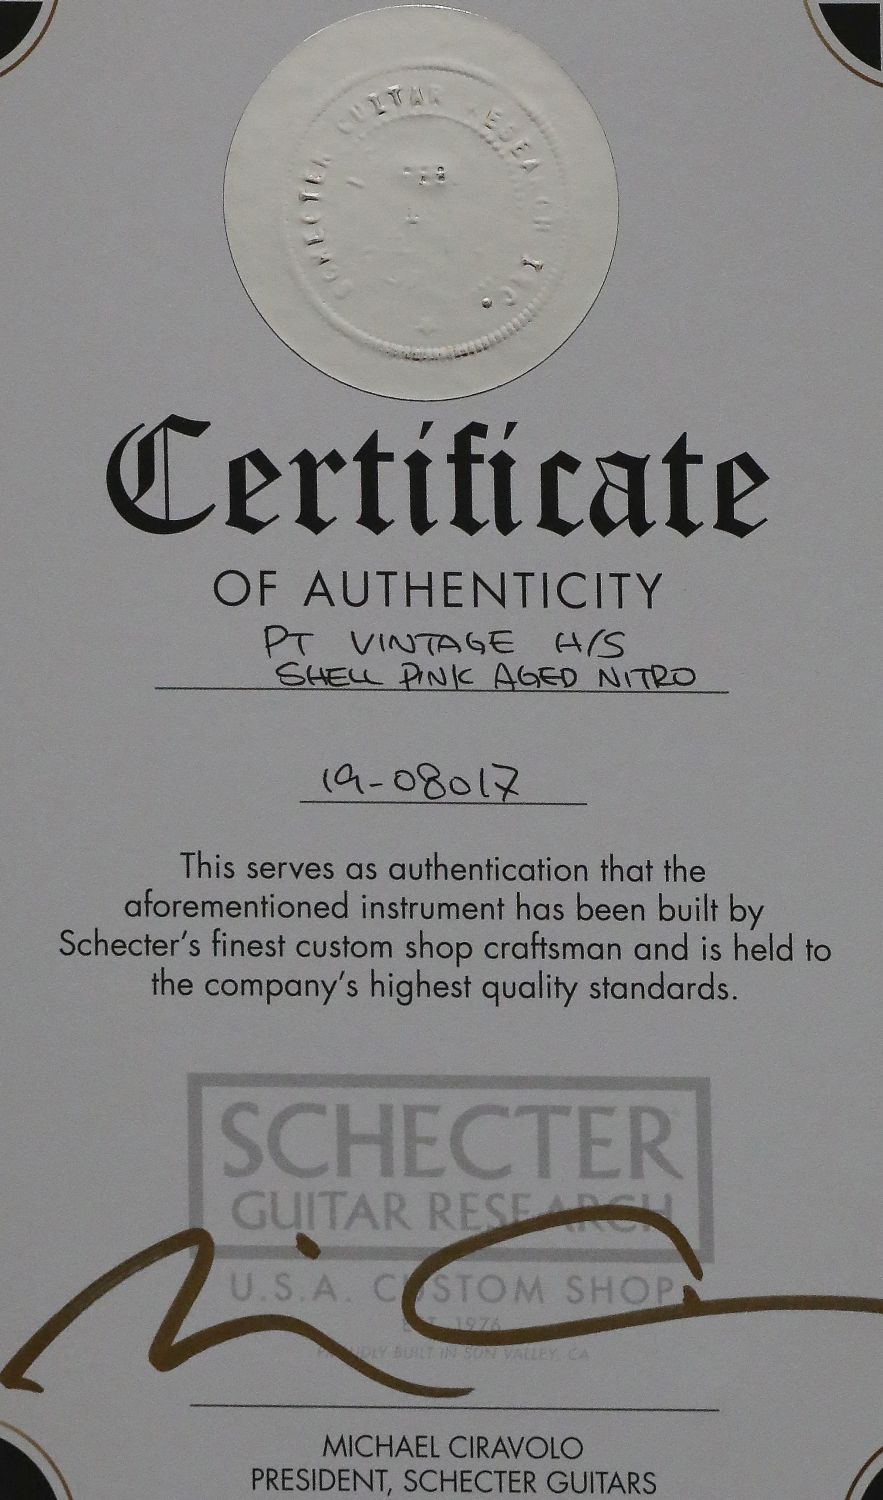 SCHECTER GUITAR RESEARCH INC.
Certificate
OF AUTHENTICITY
PT VINTAGE H/S
SHELL PINK AGED NITRO
19-08017
This serves as authentication that the
aforementioned instrument has been built by
Schecter's finest custom shop craftsman and is held to
the company's highest quality standards.
SCHECTER
GUITAR RESEARCH
U.S.A. CUSTOM SHOP
EST. 1976
PROUDLY BUILT IN SUN VALLEY, CA
MICHAEL CIRAVOLO
PRESIDENT, SCHECTER GUITARS